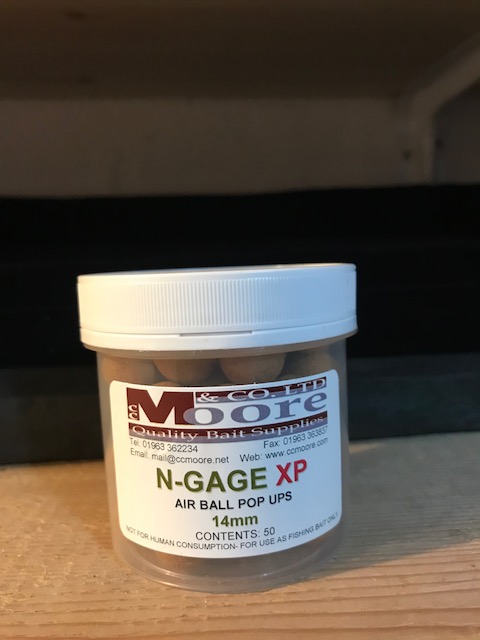 CC Moore & CO. LTD
Quality Bait Supplies
Tel: 01963 362234 Fax: 01963 363837
Email: mail@ccmoore.net Web: www.ccmoore.com
N-GAGE XP
AIR BALL POP UPS
14mm
CONTENTS: 50
NOT FOR HUMAN CONSUMPTION- FOR USE AS FISHING BAIT ONLY